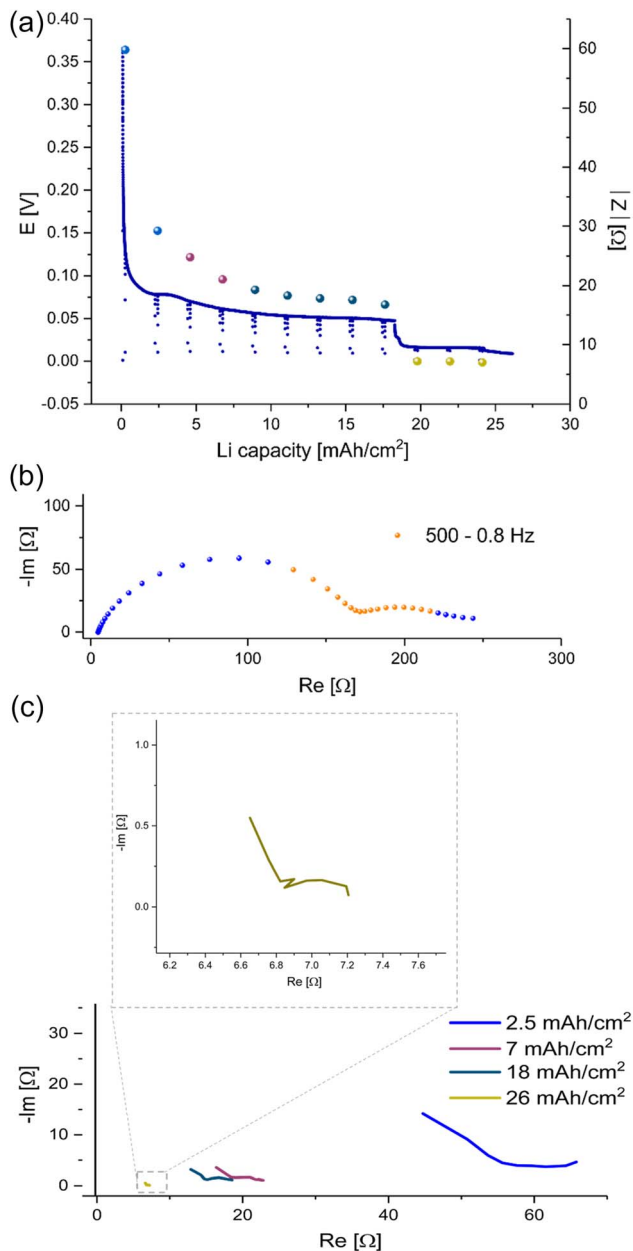 (a)
0.40
0.35
0.30
0.25
0.20
0.15
0.10
0.05
0.00
-0.05
E [V]
60
50
40
30
20
10
0
| Z | [Ω]
0 5 10 15 20 25 30
Li capacity [mAh/cm²]
(b)
100
50
0
-Im [Ω]
500 - 0.8 Hz
0 100 200 300
Re [Ω]
(c)
1.0
0.5
0.0
-Im [Ω]
6.2 6.4 6.6 6.8 7.0 7.2 7.4 7.6
Re [Ω]
30
20
10
0
-Im [Ω]
2.5 mAh/cm²
7 mAh/cm²
18 mAh/cm²
26 mAh/cm²
0 20 40 60
Re [Ω]